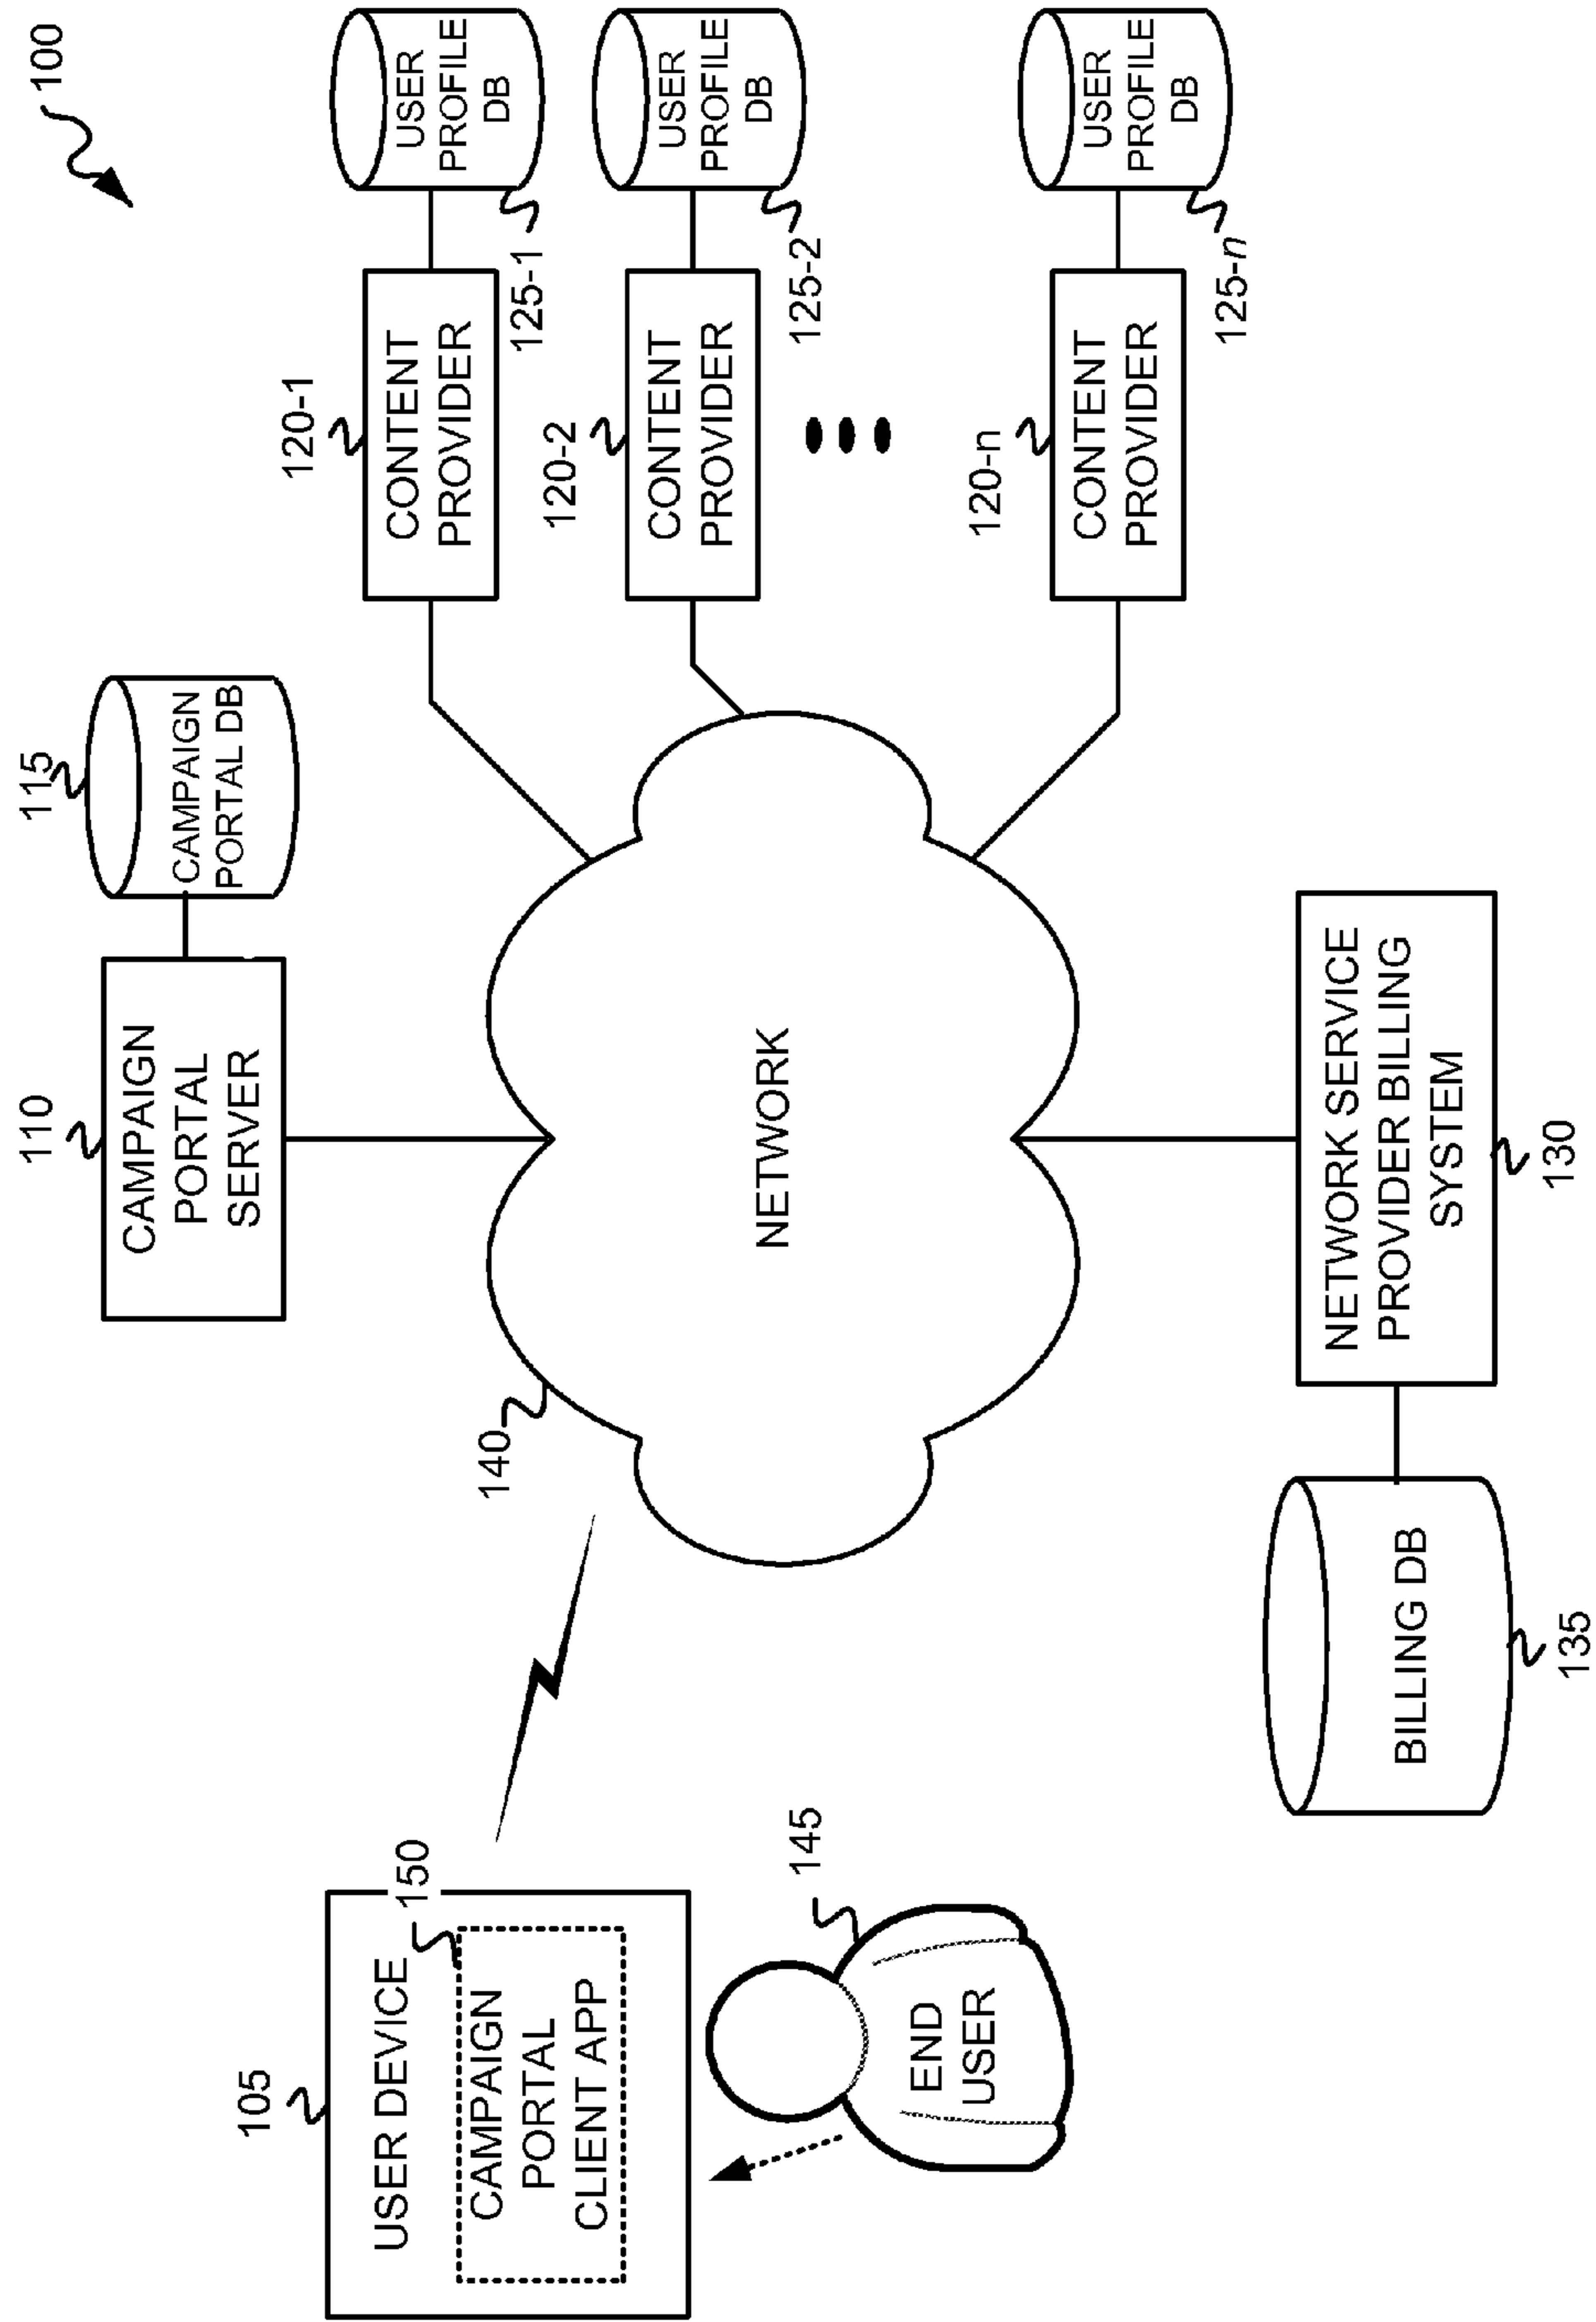 100
115
CAMPAIGN
PORTAL DB
110
CAMPAIGN
PORTAL
SERVER
120-1
CONTENT
PROVIDER
USER
PROFILE
DB
125-1
105
USER DEVICE
150
CAMPAIGN
PORTAL
CLIENT APP
140
NETWORK
120-2
CONTENT
PROVIDER
USER
PROFILE
DB
125-2
145
END
USER
120-n
CONTENT
PROVIDER
USER
PROFILE
DB
125-n
BILLING DB
135
NETWORK SERVICE
PROVIDER BILLING
SYSTEM
130